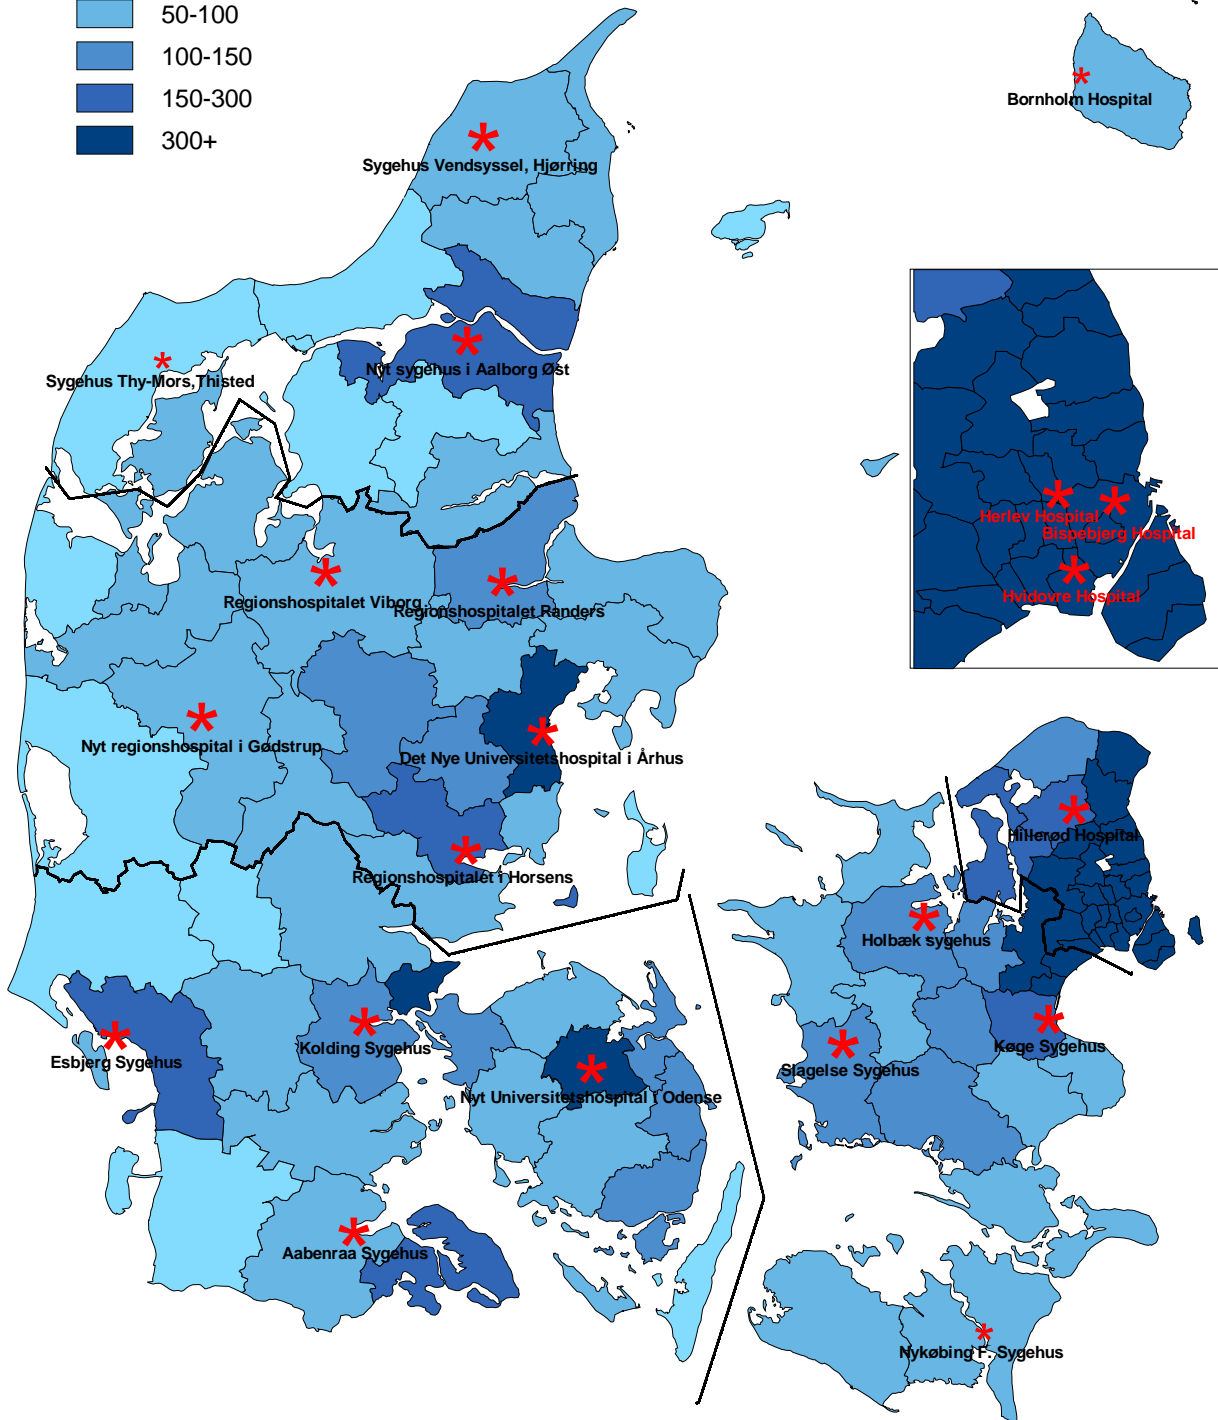 50-100
100-150
150-300
300+
Bornholm Hospital
Sygehus Vendsyssel, Hjørring
Nyt sygehus i Aalborg Øst
Sygehus Thy-Mors,Thisted
Herlev Hospital
Bispebjerg Hospital
Hvidovre Hospital
Regionshospitalet Viborg
Regionshospitalet Randers
Nyt regionshospital i Gødstrup
Det Nye Universitetshospital i Århus
Hillerød Hospital
Regionshospitalet i Horsens
Holbæk sygehus
Kolding Sygehus
Køge Sygehus
Esbjerg Sygehus
Slagelse Sygehus
Nyt Universitetshospital i Odense
Aabenraa Sygehus
Nykøbing F. Sygehus